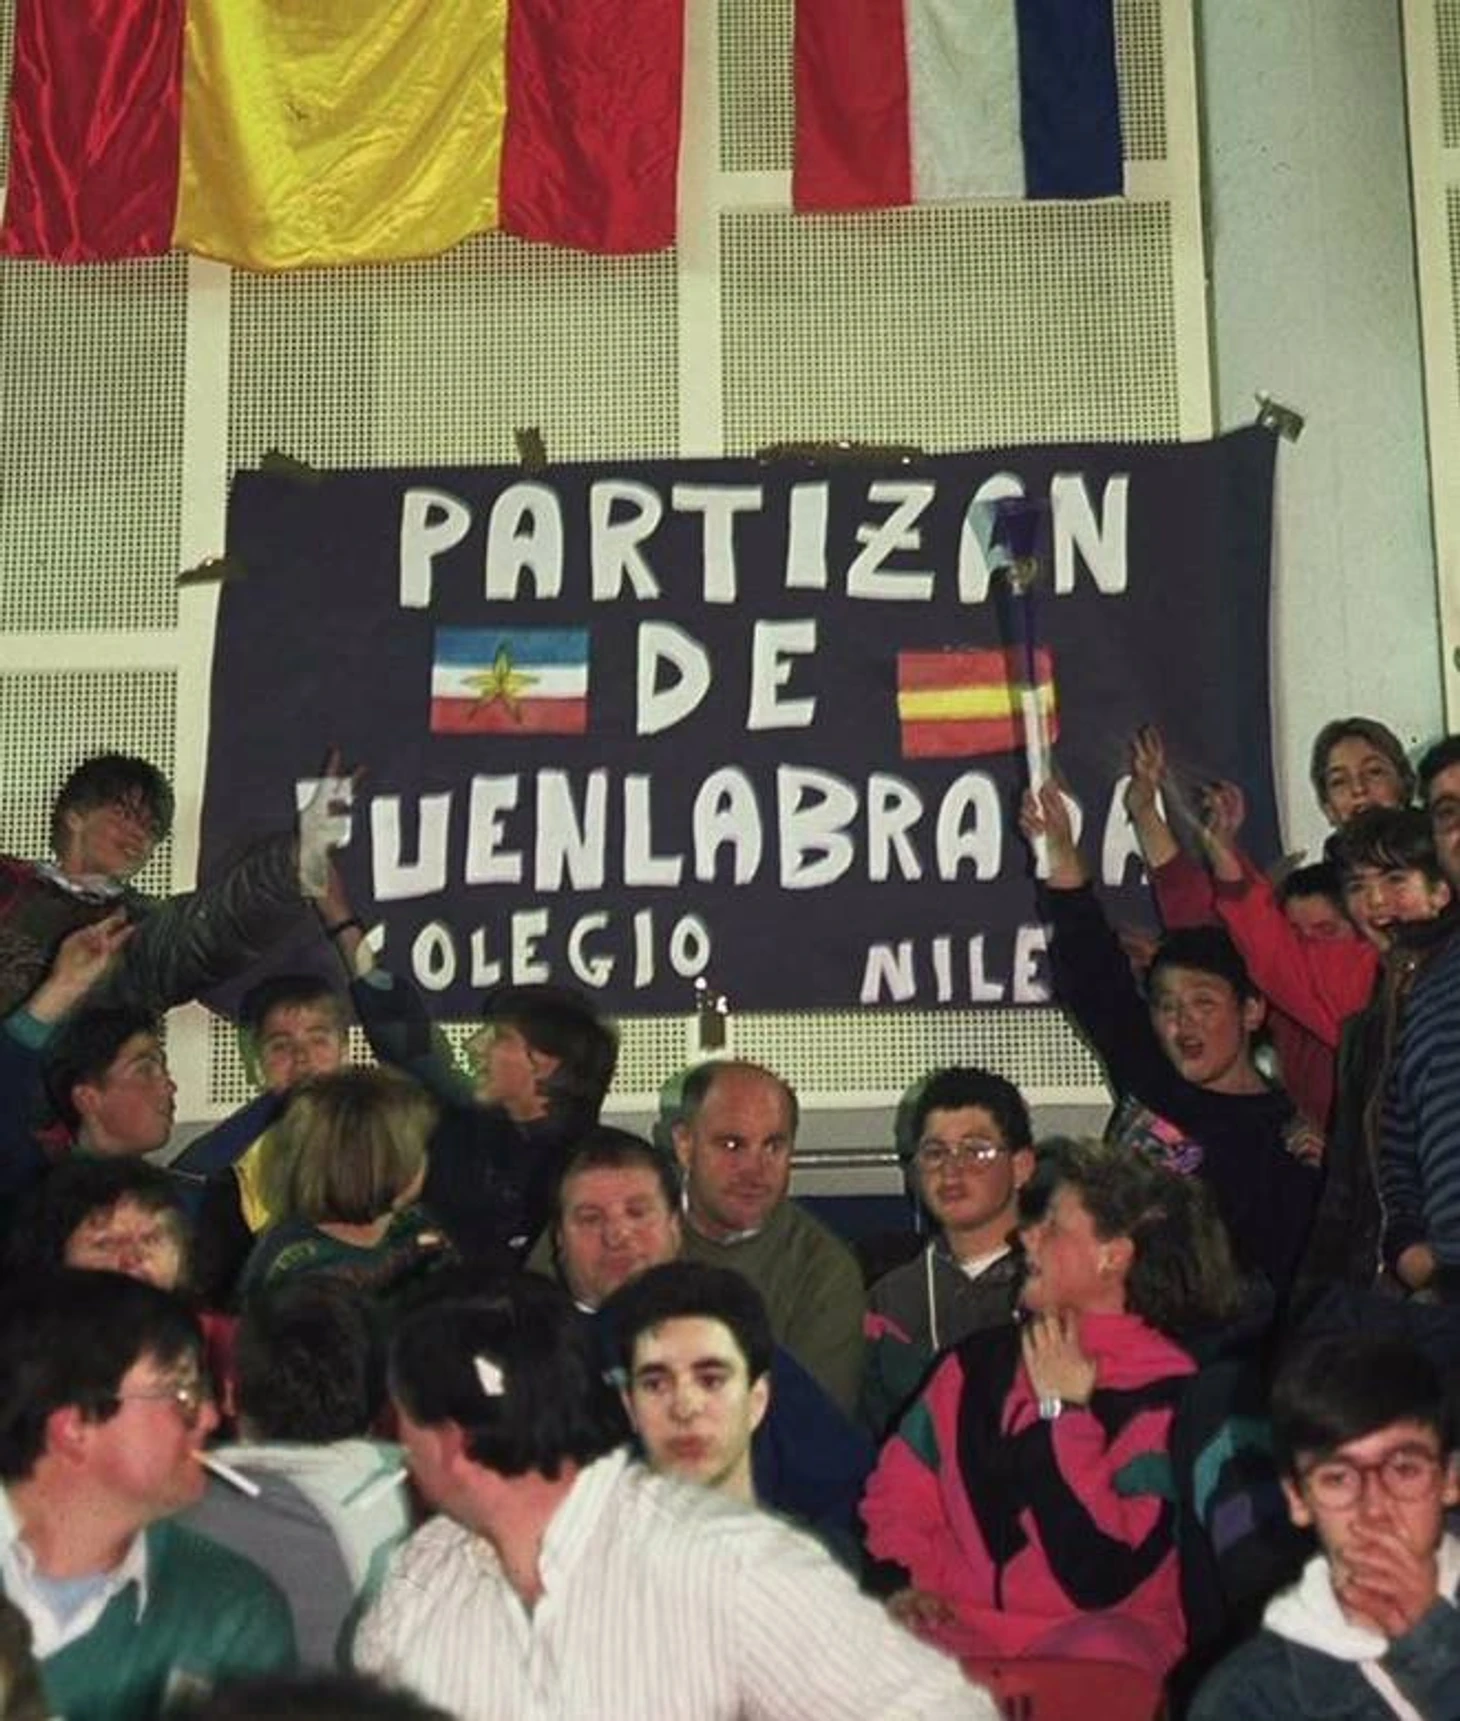 PARTIZAN
DE
FUENLABRADA
COLEGIO NILE